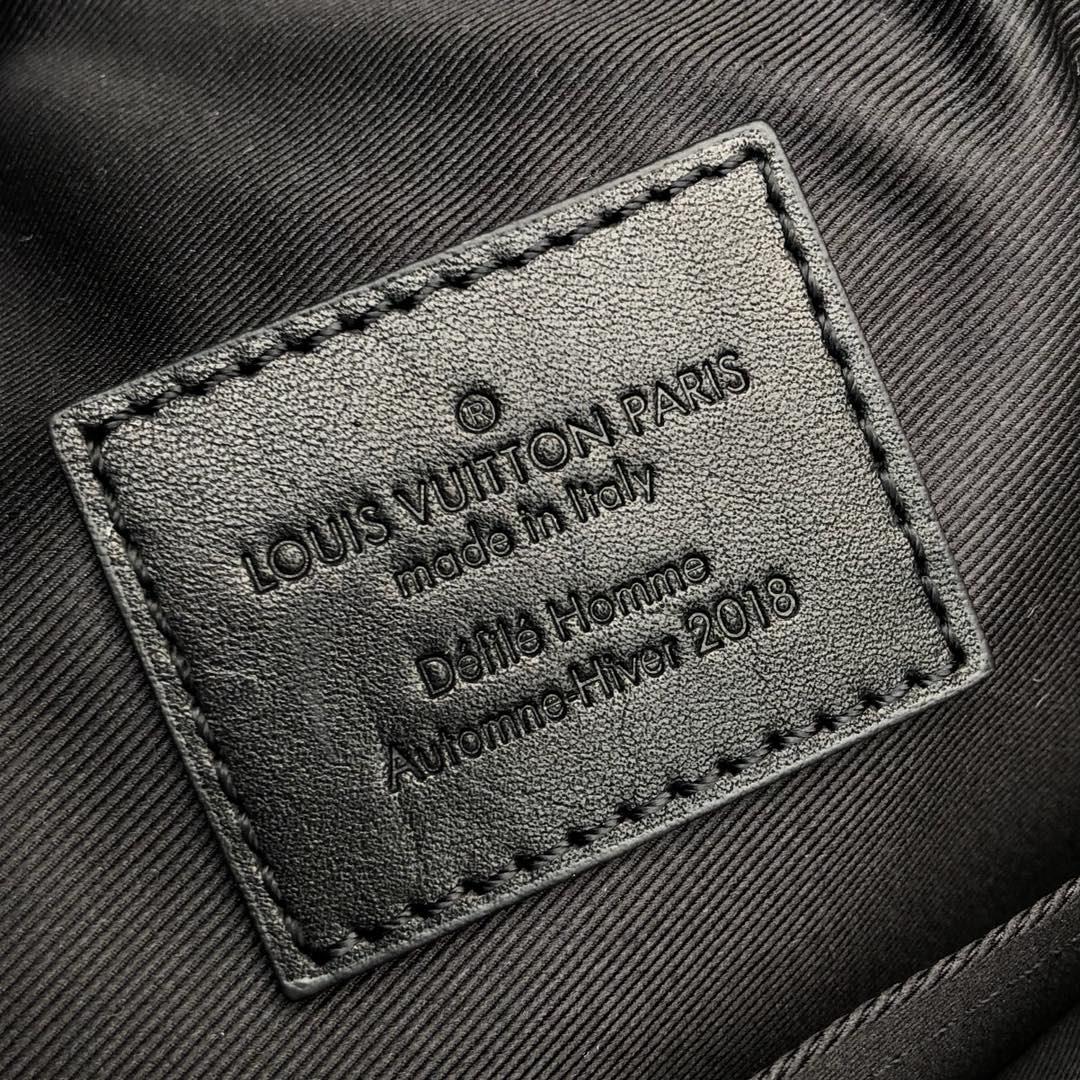 ®
LOUIS VUITTON PARIS
made in Italy
Défilé Homme
Automne-Hiver 2018